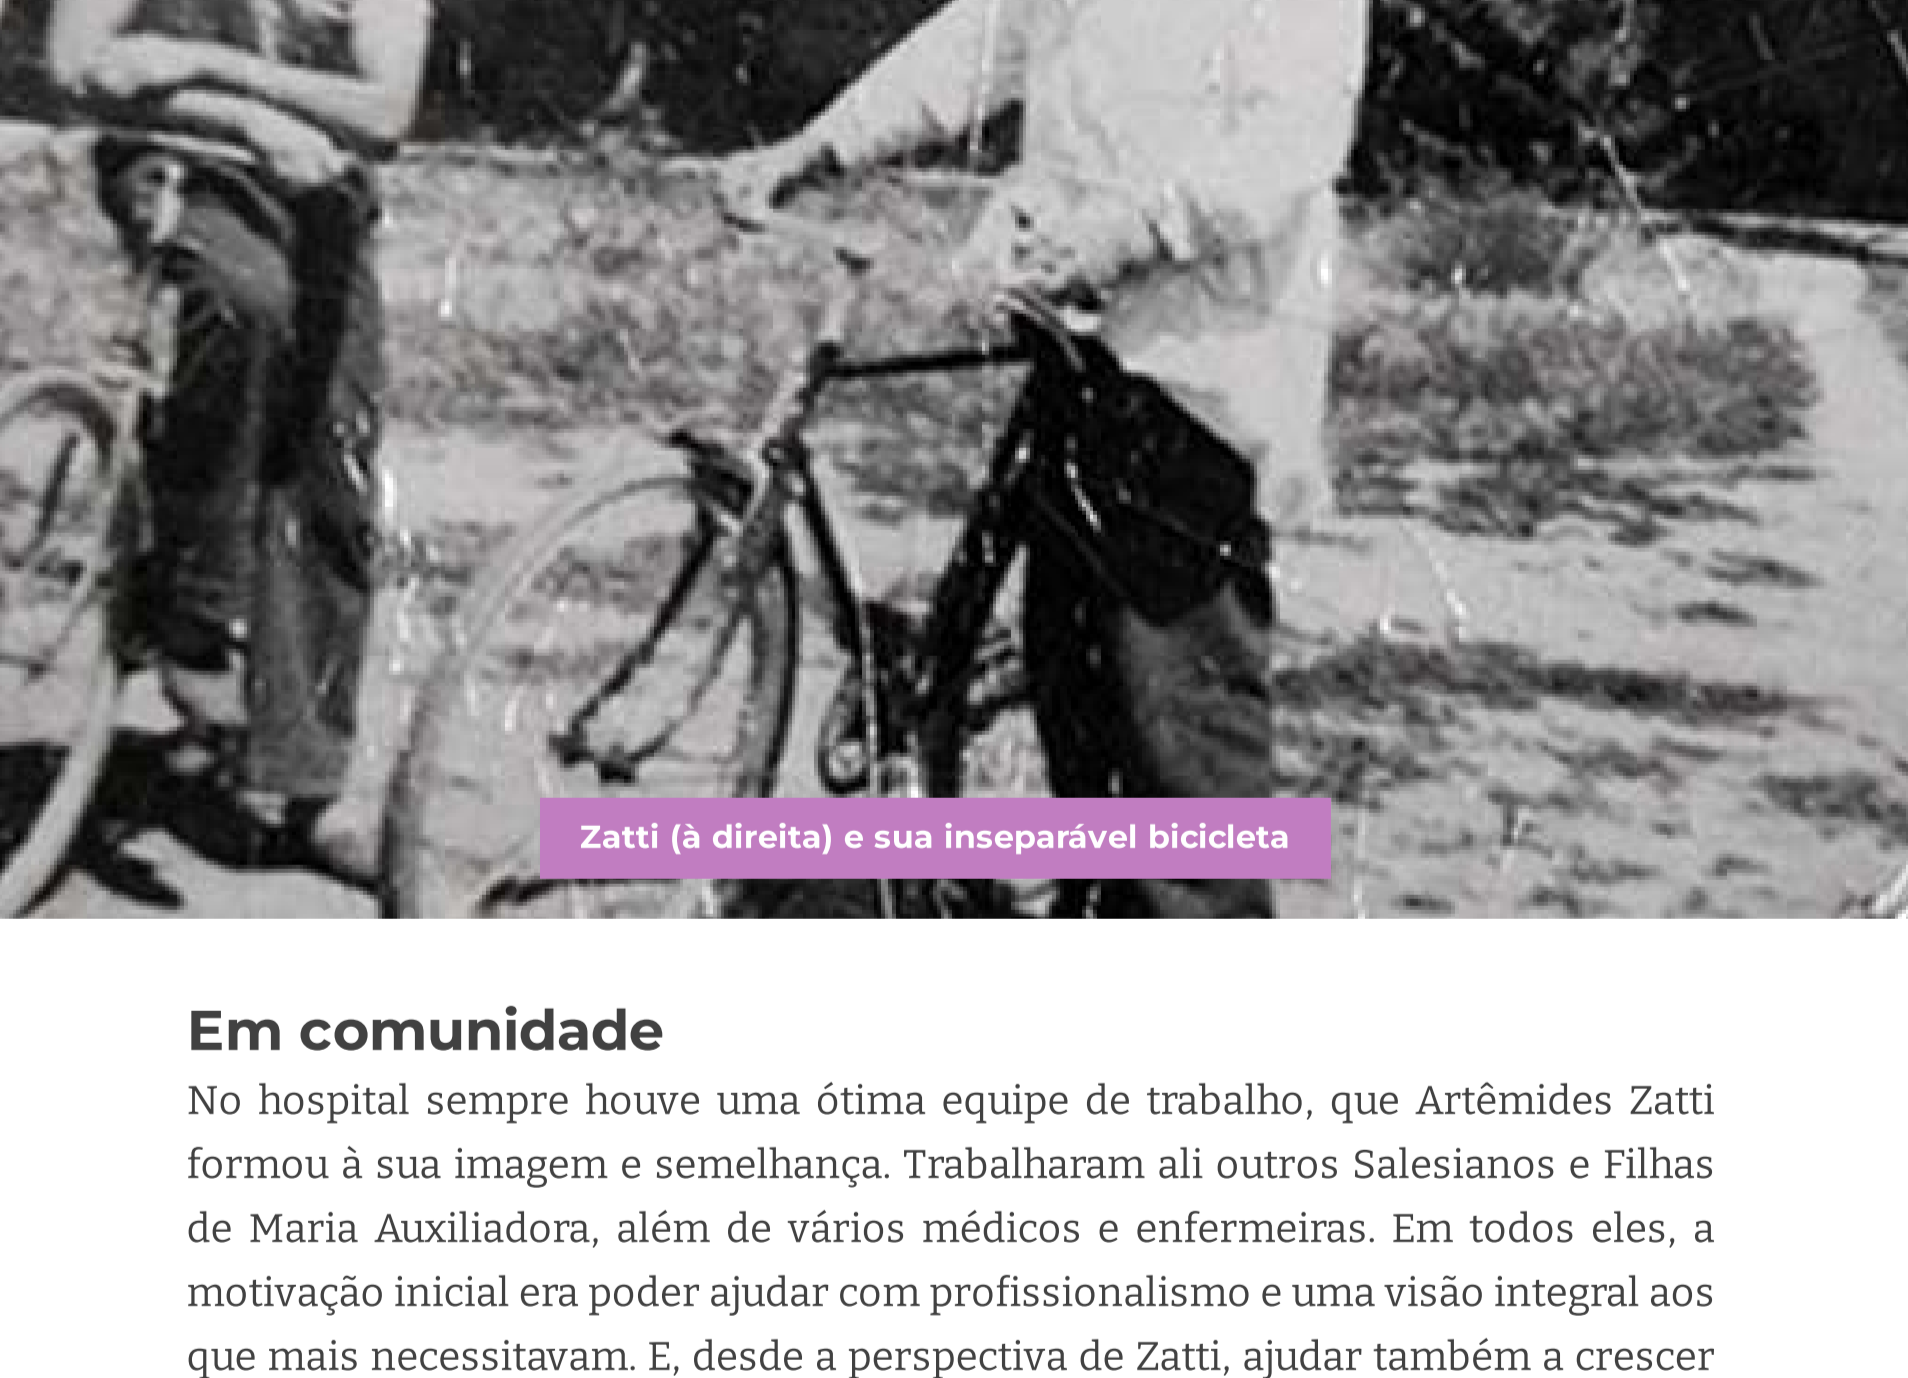 Zatti (à direita) e sua inseparável bicicleta
Em comunidade
No hospital sempre houve uma ótima equipe de trabalho, que Artêmides Zatti
formou à sua imagem e semelhança. Trabalharam ali outros Salesianos e Filhas
de Maria Auxiliadora, além de vários médicos e enfermeiras. Em todos eles, a
motivação inicial era poder ajudar com profissionalismo e uma visão integral aos
que mais necessitavam. E, desde a perspectiva de Zatti, ajudar também a crescer